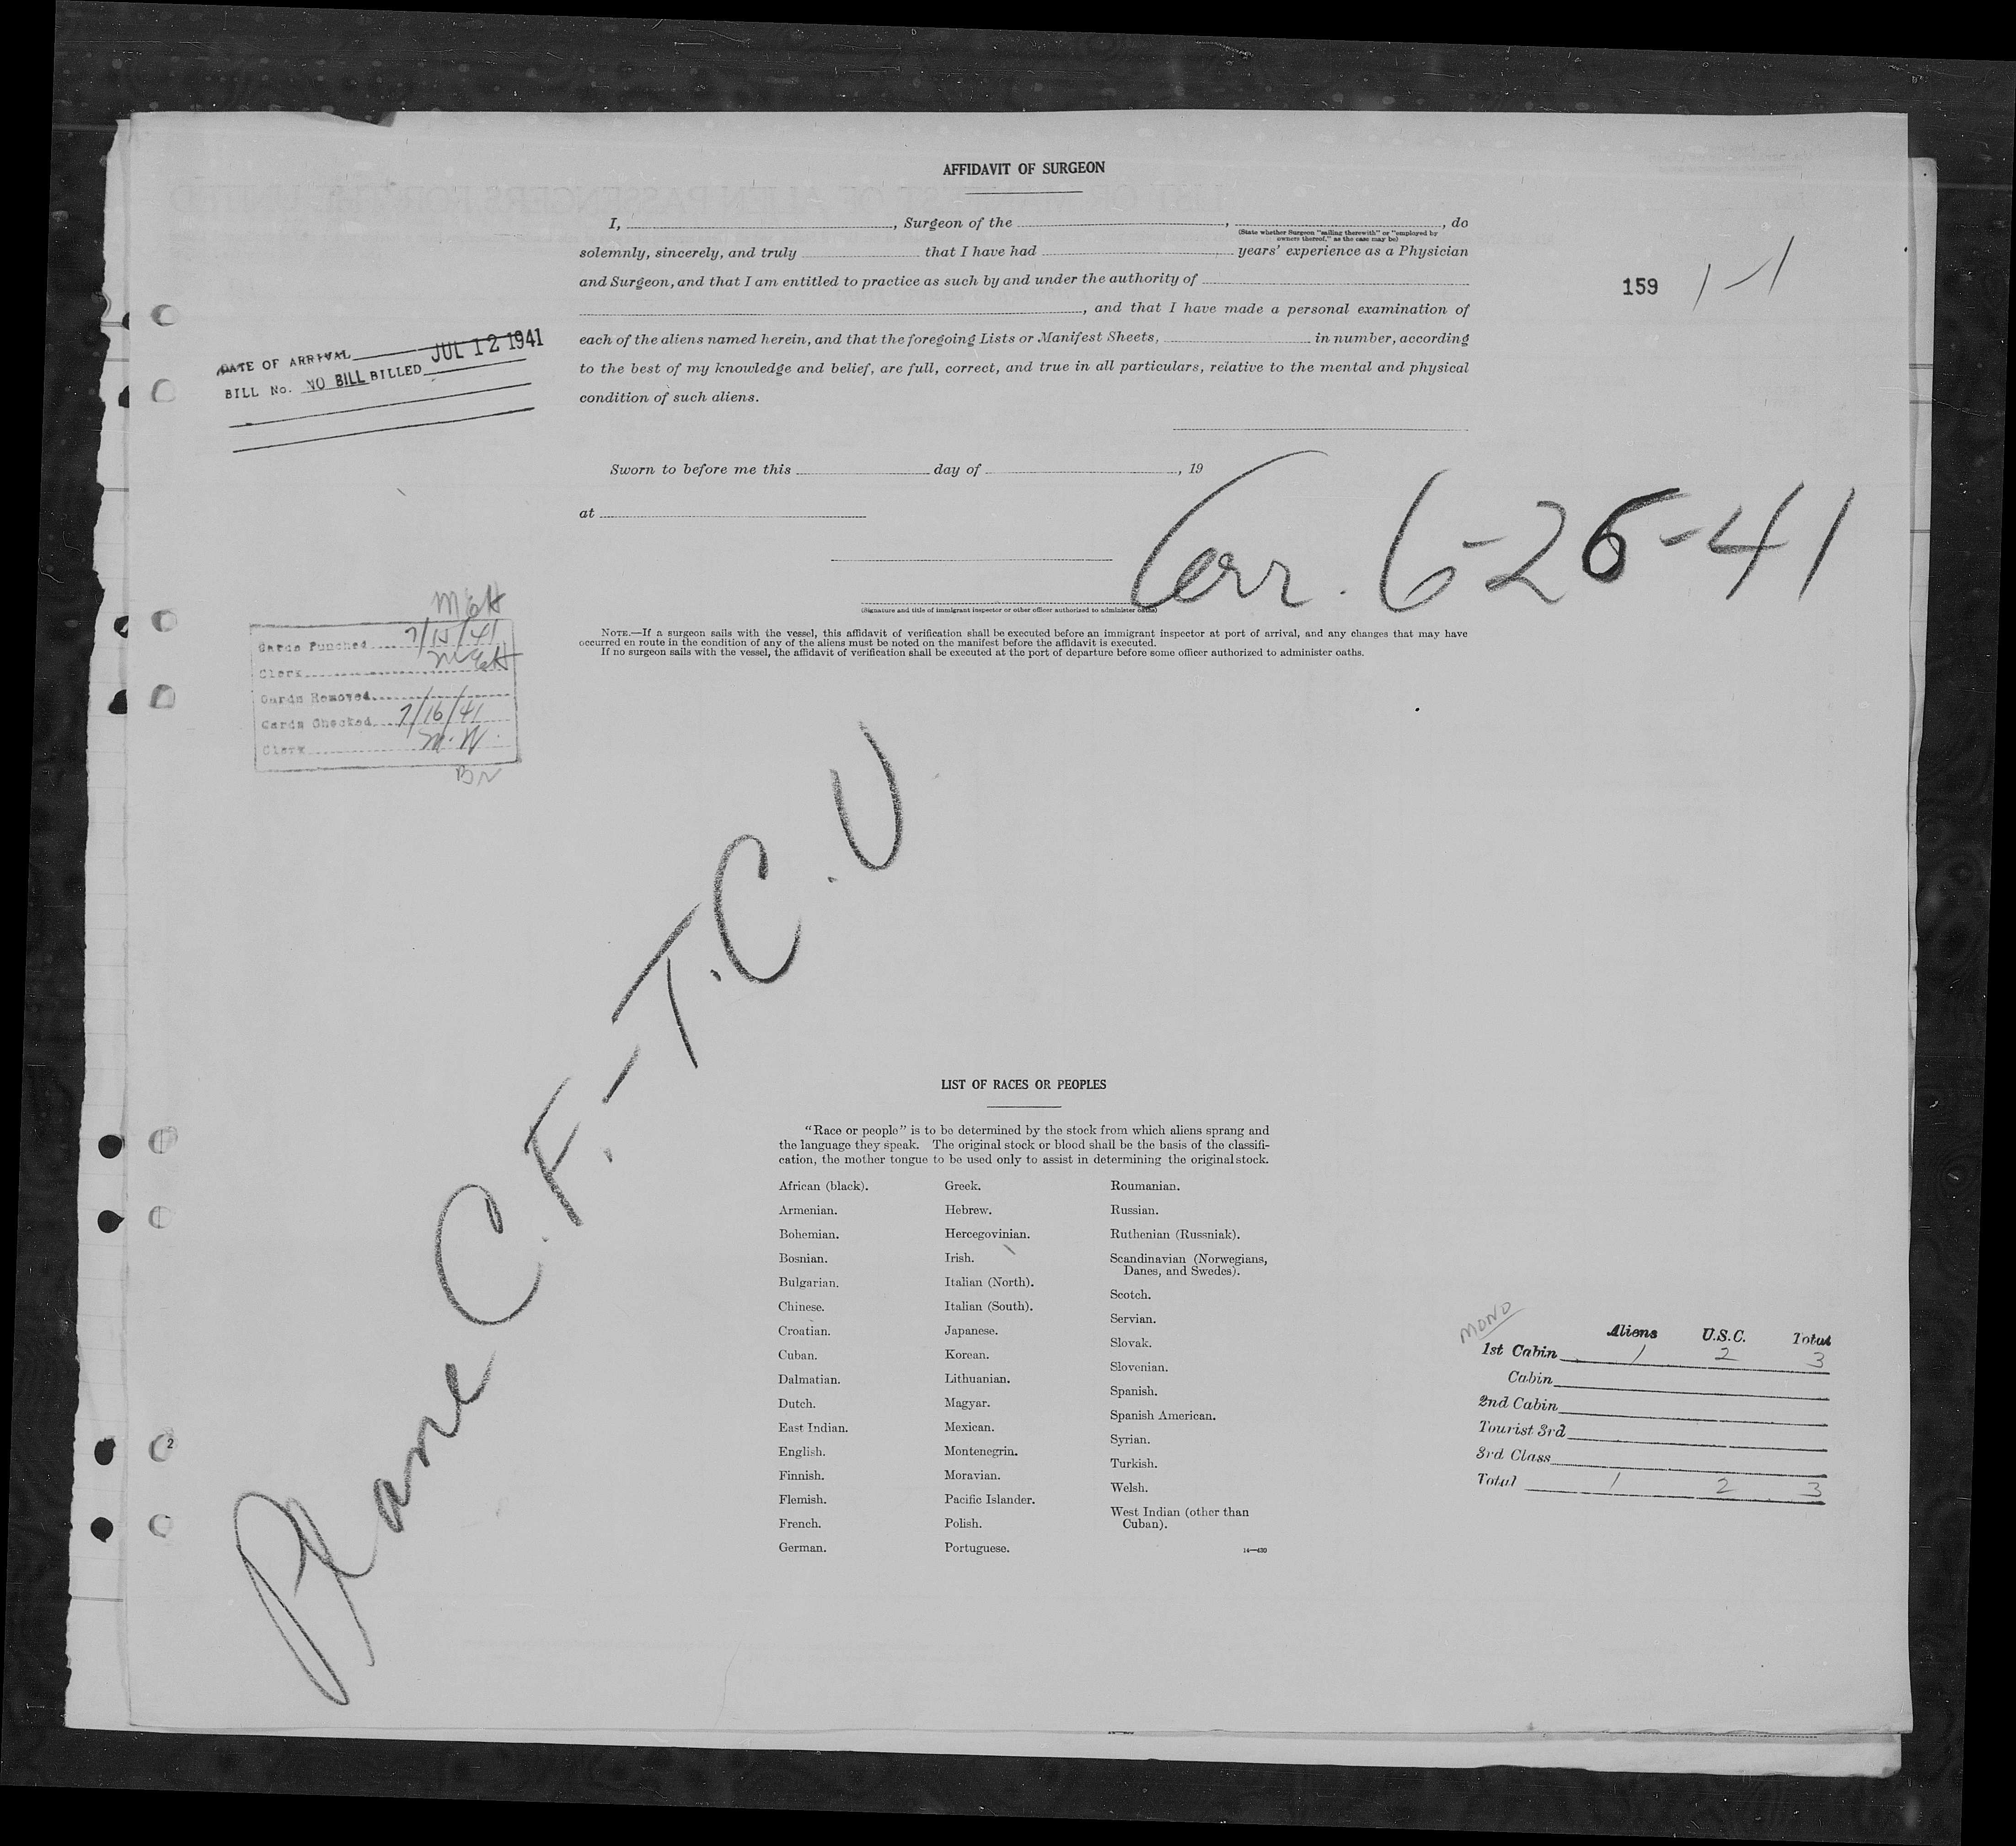 AFFIDAVIT OF SURGEON
I, , Surgeon of the , , do
(State whether Surgeon "sailing therewith" or "employed by
owners thereof," as the case may be)
solemnly, sincerely, and truly that I have had years' experience as a Physician
and Surgeon, and that I am entitled to practice as such by and under the authority of
, and that I have made a personal examination of
each of the aliens named herein, and that the foregoing Lists or Manifest Sheets, in number, according
to the best of my knowledge and belief, are full, correct, and true in all particulars, relative to the mental and physical
condition of such aliens.
159 1-1
DATE OF ARRIVAL JUL 12 1941
BILL No. NO BILL BILLED
Sworn to before me this day of , 19
at
arr. 6-26-41
(Signature and title of immigrant inspector or other officer authorized to administer oaths)
NOTE.—If a surgeon sails with the vessel, this affidavit of verification shall be executed before an immigrant inspector at port of arrival, and any changes that may have
occurred en route in the condition of any of the aliens must be noted on the manifest before the affidavit is executed.
If no surgeon sails with the vessel, the affidavit of verification shall be executed at the port of departure before some officer authorized to administer oaths.
Cards Punched 7/15/41
Clerk
Cards Removed
Cards Checked 7/16/41
Clerk M.W.
Plane C.F.-T.C.U
LIST OF RACES OR PEOPLES
"Race or people" is to be determined by the stock from which aliens sprang and
the language they speak. The original stock or blood shall be the basis of the classifi-
cation, the mother tongue to be used only to assist in determining the original stock.
African (black).
Armenian.
Bohemian.
Bosnian.
Bulgarian.
Chinese.
Croatian.
Cuban.
Dalmatian.
Dutch.
East Indian.
English.
Finnish.
Flemish.
French.
German.
Greek.
Hebrew.
Hercegovinian.
Irish.
Italian (North).
Italian (South).
Japanese.
Korean.
Lithuanian.
Magyar.
Mexican.
Montenegrin.
Moravian.
Pacific Islander.
Polish.
Portuguese.
Roumanian.
Russian.
Ruthenian (Russniak).
Scandinavian (Norwegians,
Danes, and Swedes).
Scotch.
Servian.
Slovak.
Slovenian.
Spanish.
Spanish American.
Syrian.
Turkish.
Welsh.
West Indian (other than
Cuban).
14—430
MONO
Aliens U.S.C. Total
1st Cabin 1 2 3
Cabin
2nd Cabin
Tourist 3rd
3rd Class
Total 1 2 3
2